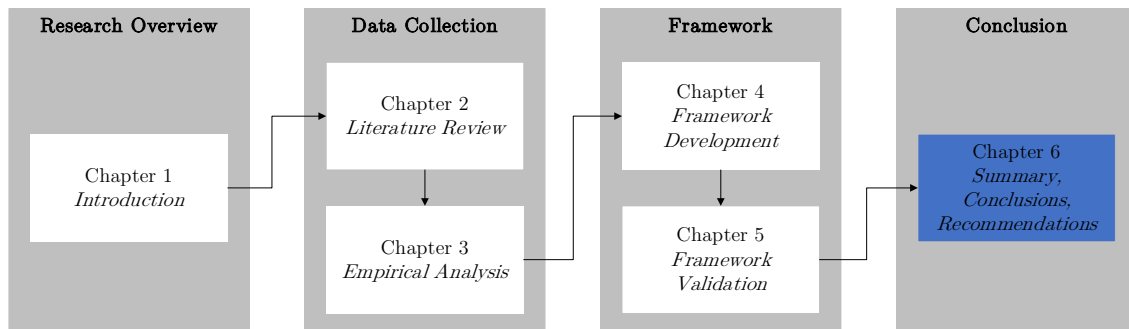 Research Overview
Chapter 1
Introduction
Data Collection
Chapter 2
Literature Review
Chapter 3
Empirical Analysis
Framework
Chapter 4
Framework
Development
Chapter 5
Framework
Validation
Conclusion
Chapter 6
Summary,
Conclusions,
Recommendations